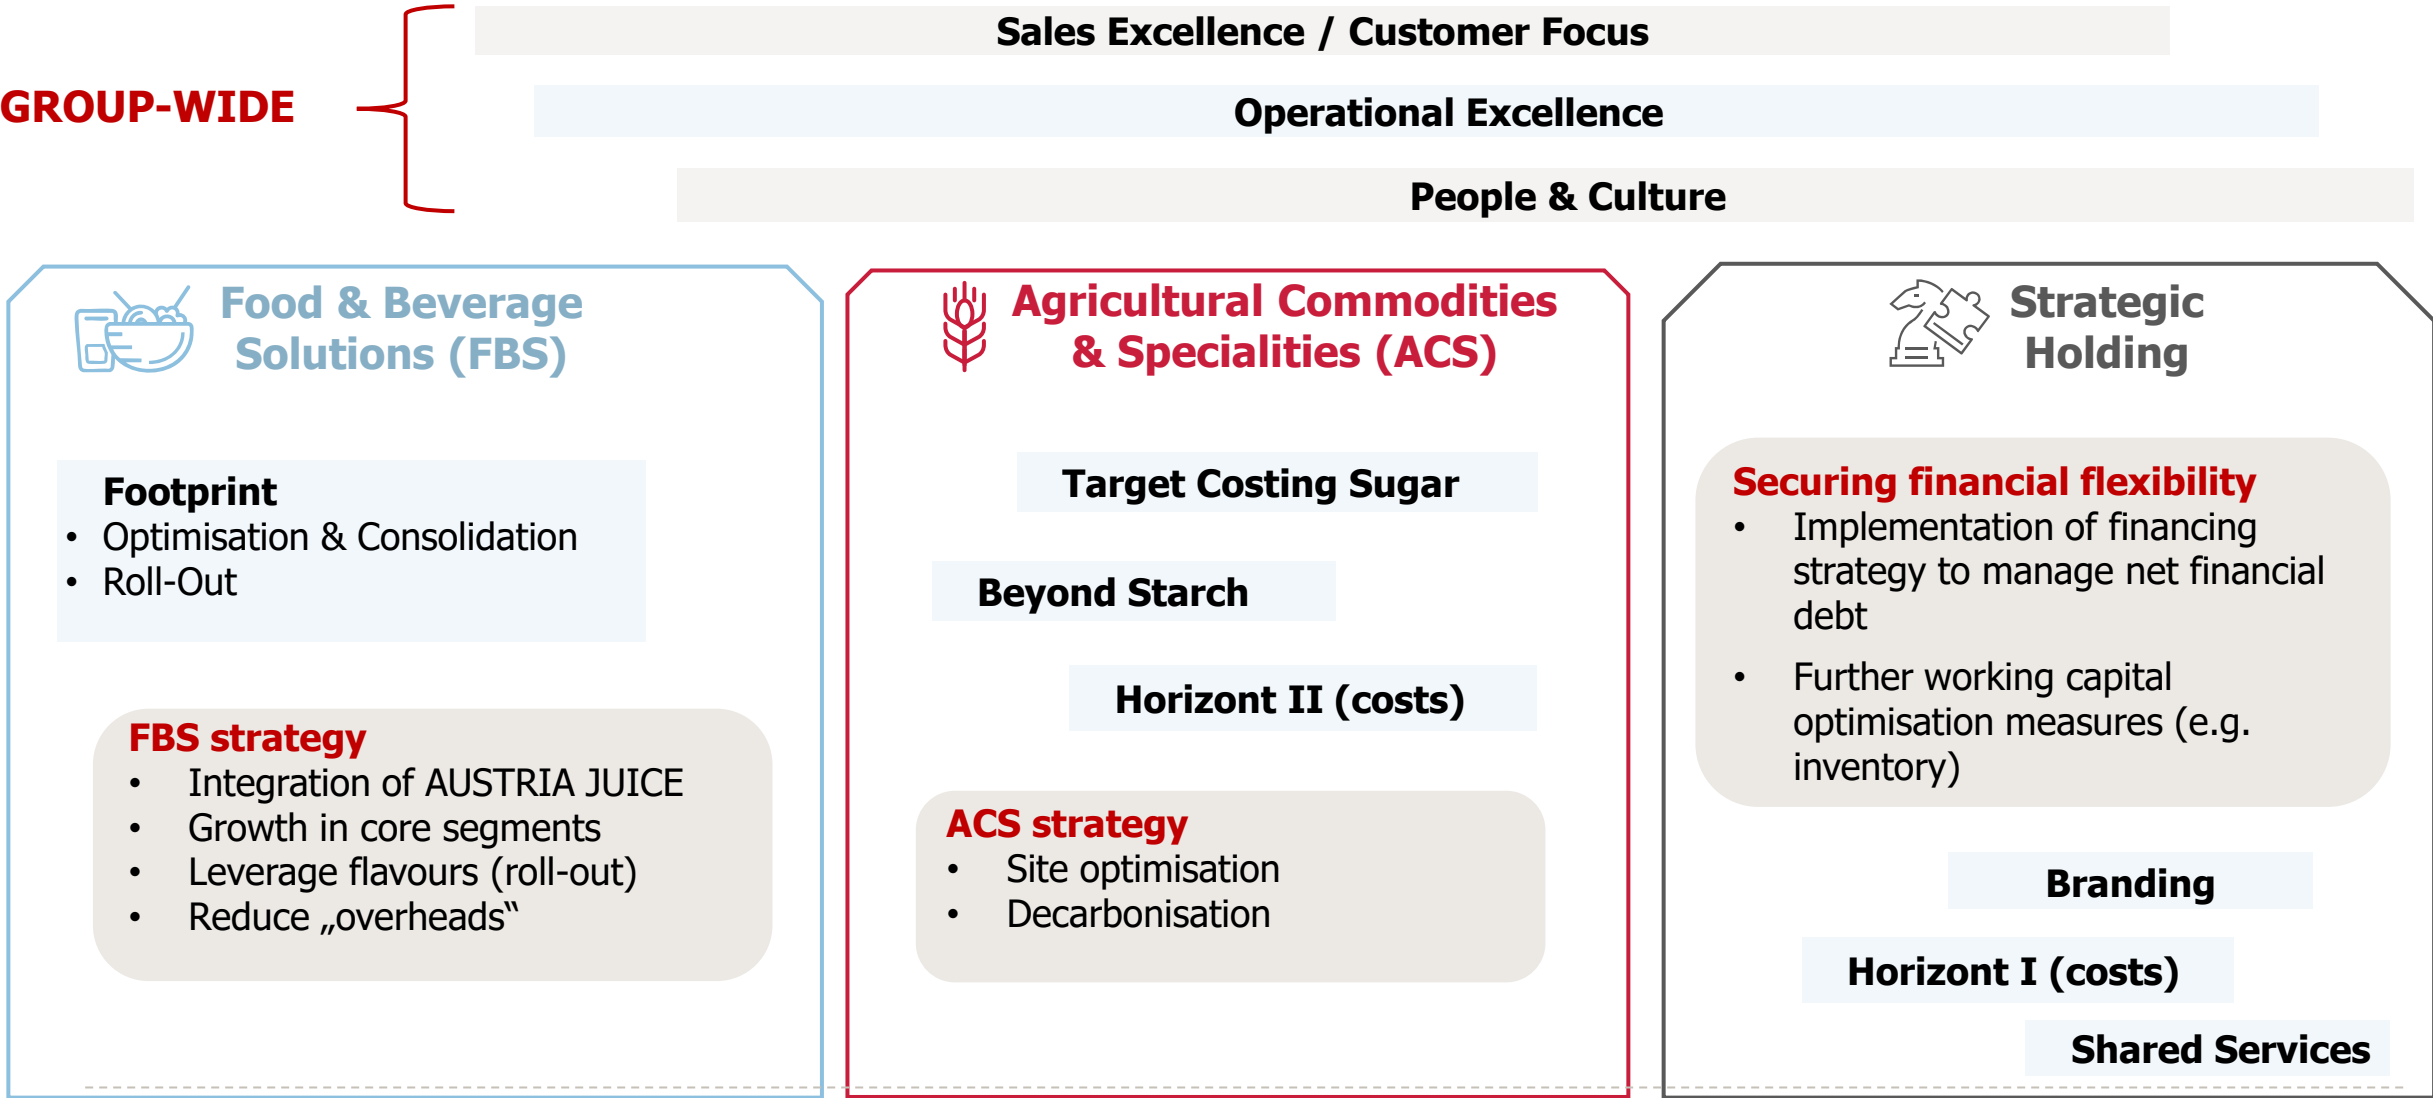 Sales Excellence / Customer Focus
GROUP-WIDE
Operational Excellence
People & Culture
Food & Beverage
Solutions (FBS)
Footprint
• Optimisation & Consolidation
• Roll-Out
FBS strategy
• Integration of AUSTRIA JUICE
• Growth in core segments
• Leverage flavours (roll-out)
• Reduce „overheads“
Agricultural Commodities
& Specialities (ACS)
Target Costing Sugar
Beyond Starch
Horizont II (costs)
ACS strategy
• Site optimisation
• Decarbonisation
Strategic
Holding
Securing financial flexibility
• Implementation of financing
strategy to manage net financial
debt
• Further working capital
optimisation measures (e.g.
inventory)
Branding
Horizont I (costs)
Shared Services